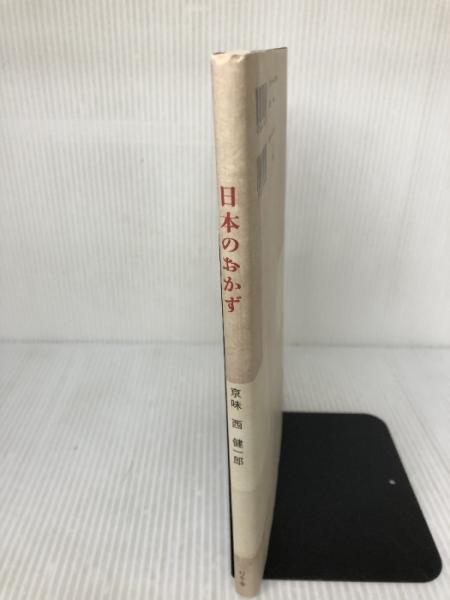 日本のおかず
京味 西 健一郎